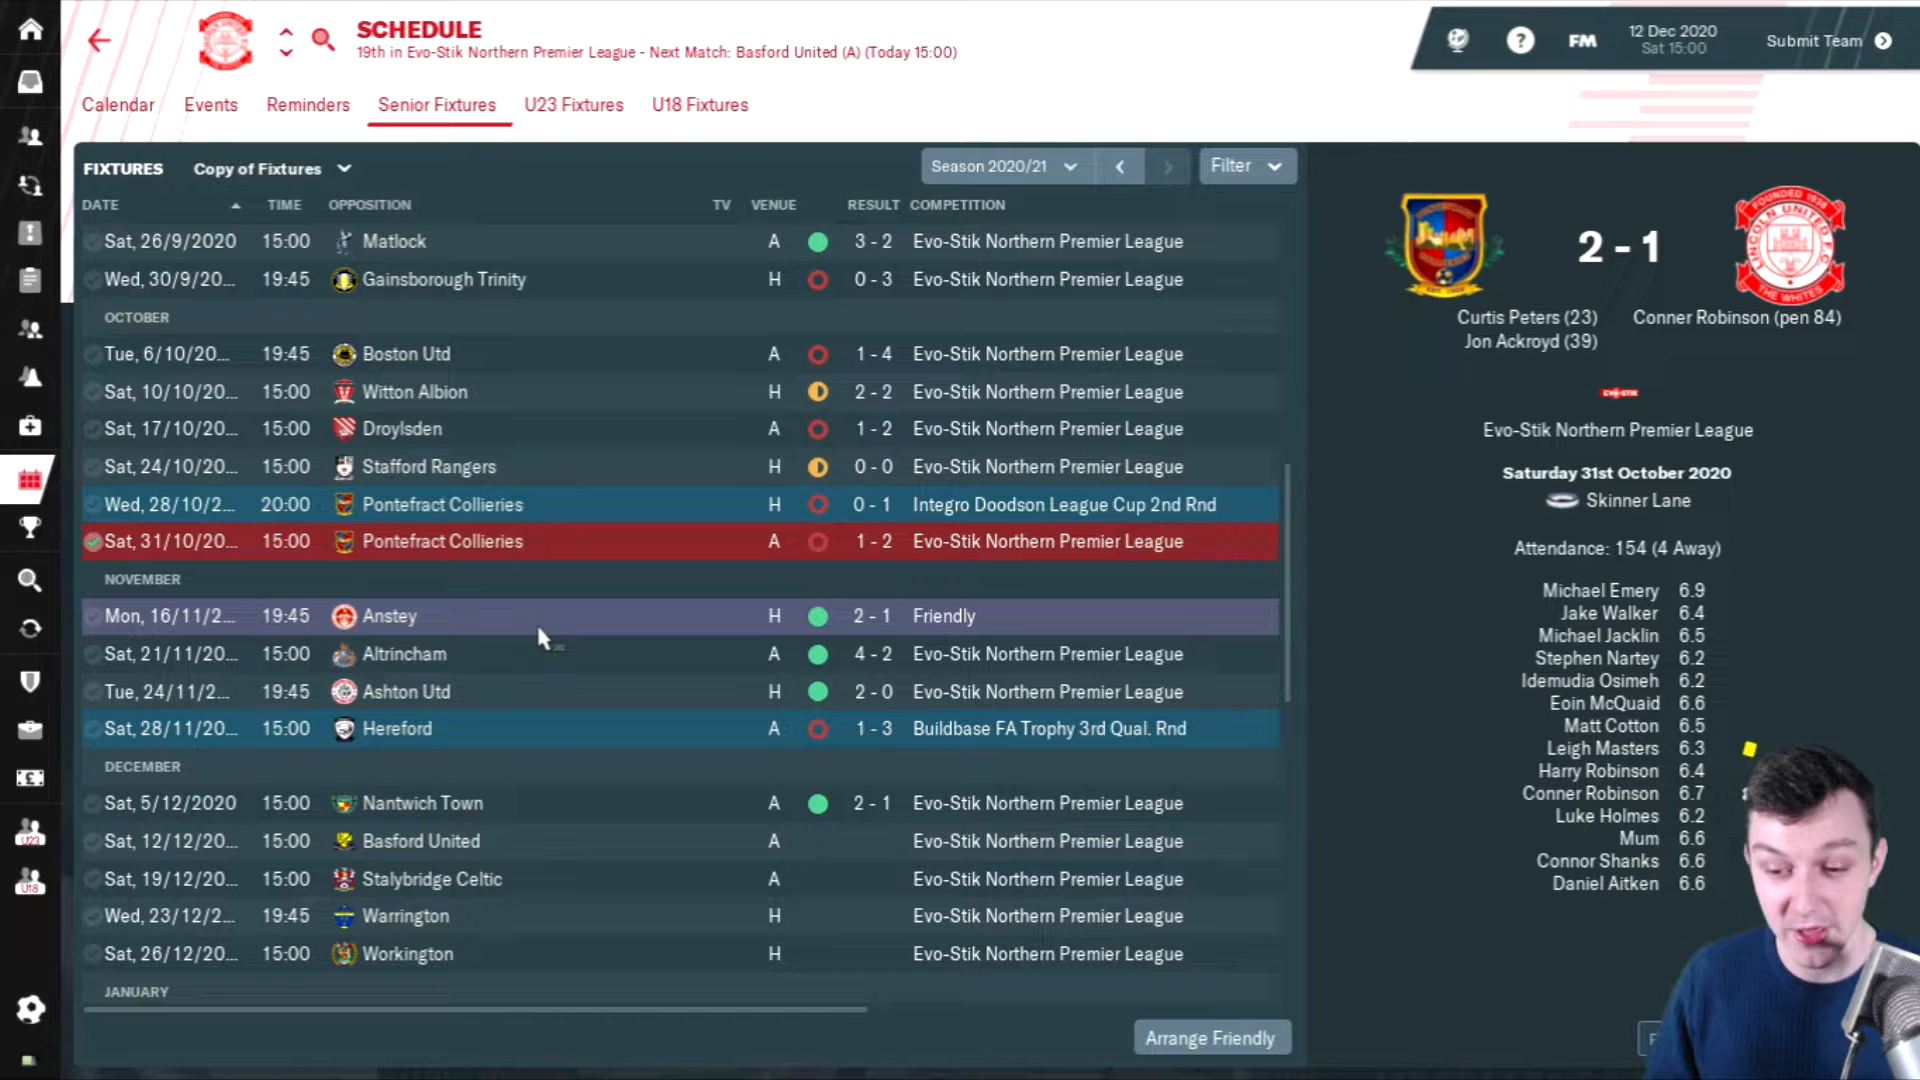 SCHEDULE
19th in Evo-Stik Northern Premier League - Next Match: Basford United (A) (Today 15:00)
FM
12 Dec 2020
Sat 15:00
Submit Team
Calendar Events Reminders Senior Fixtures U23 Fixtures U18 Fixtures
FIXTURES Copy of Fixtures Season 2020/21 Filter
DATE TIME OPPOSITION TV VENUE RESULT COMPETITION
Sat, 26/9/2020 15:00 Matlock A 3 - 2 Evo-Stik Northern Premier League
Wed, 30/9/20... 19:45 Gainsborough Trinity H 0 - 3 Evo-Stik Northern Premier League
OCTOBER
Tue, 6/10/20... 19:45 Boston Utd A 1 - 4 Evo-Stik Northern Premier League
Sat, 10/10/20... 15:00 Witton Albion H 2 - 2 Evo-Stik Northern Premier League
Sat, 17/10/20... 15:00 Droylsden A 1 - 2 Evo-Stik Northern Premier League
Sat, 24/10/20... 15:00 Stafford Rangers H 0 - 0 Evo-Stik Northern Premier League
Wed, 28/10/2... 20:00 Pontefract Collieries H 0 - 1 Integro Doodson League Cup 2nd Rnd
Sat, 31/10/20... 15:00 Pontefract Collieries A 1 - 2 Evo-Stik Northern Premier League
NOVEMBER
Mon, 16/11/2... 19:45 Anstey H 2 - 1 Friendly
Sat, 21/11/20... 15:00 Altrincham A 4 - 2 Evo-Stik Northern Premier League
Tue, 24/11/2... 19:45 Ashton Utd H 2 - 0 Evo-Stik Northern Premier League
Sat, 28/11/20... 15:00 Hereford A 1 - 3 Buildbase FA Trophy 3rd Qual. Rnd
DECEMBER
Sat, 5/12/2020 15:00 Nantwich Town A 2 - 1 Evo-Stik Northern Premier League
Sat, 12/12/20... 15:00 Basford United A Evo-Stik Northern Premier League
Sat, 19/12/20... 15:00 Stalybridge Celtic A Evo-Stik Northern Premier League
Wed, 23/12/2... 19:45 Warrington H Evo-Stik Northern Premier League
Sat, 26/12/20... 15:00 Workington H Evo-Stik Northern Premier League
JANUARY
Arrange Friendly
U23
U18
2 - 1
FOUNDED 1938
LINCOLN UNITED F.C.
THE WHITES
Curtis Peters (23) Conner Robinson (pen 84)
Jon Ackroyd (39)
EVO-STIK
Evo-Stik Northern Premier League
Saturday 31st October 2020
Skinner Lane
Attendance: 154 (4 Away)
Michael Emery 6.9
Jake Walker 6.4
Michael Jacklin 6.5
Stephen Nartey 6.2
Idemudia Osimeh 6.2
Eoin McQuaid 6.6
Matt Cotton 6.5
Leigh Masters 6.3
Harry Robinson 6.4
Conner Robinson 6.7
Luke Holmes 6.2
Mum 6.6
Connor Shanks 6.6
Daniel Aitken 6.6